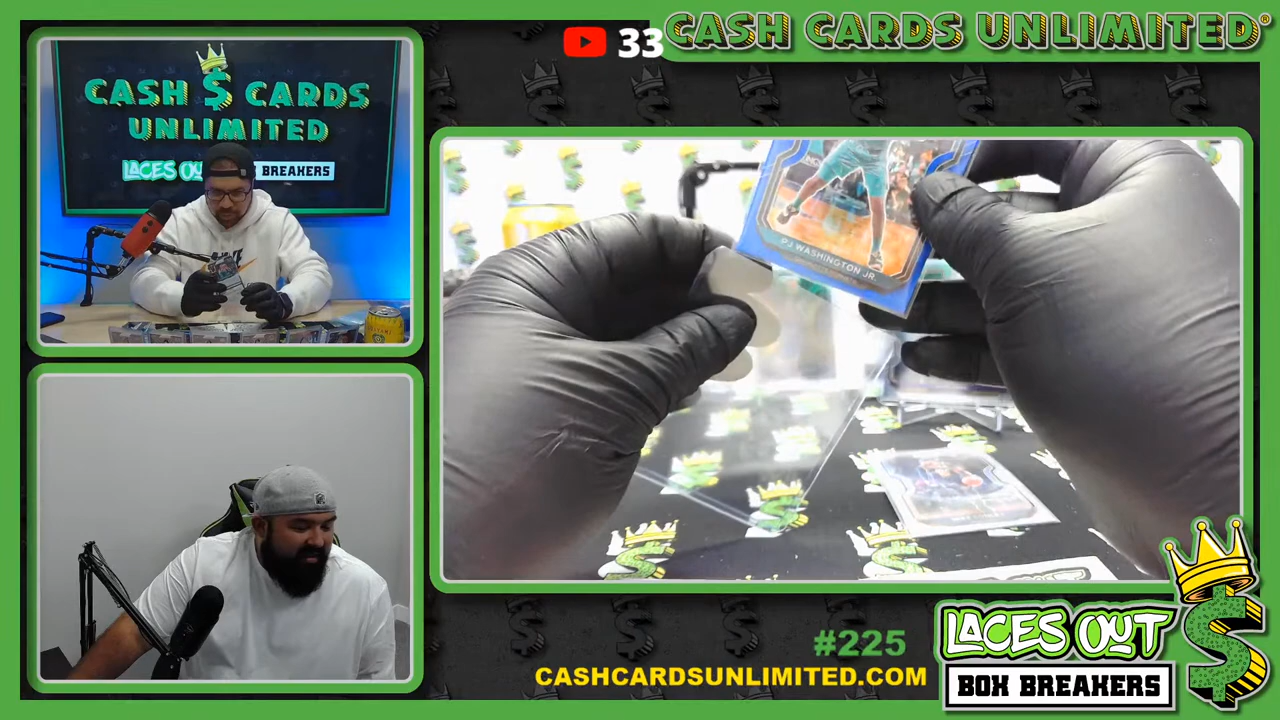 33
CASH CARDS UNLIMITED®
CASH $ CARDS
UNLIMITED
LACES OUT
BREAKERS
PJ WASHINGTON JR.
#225
CASHCARDSUNLIMITED.COM
LACES OUT
BOX BREAKERS